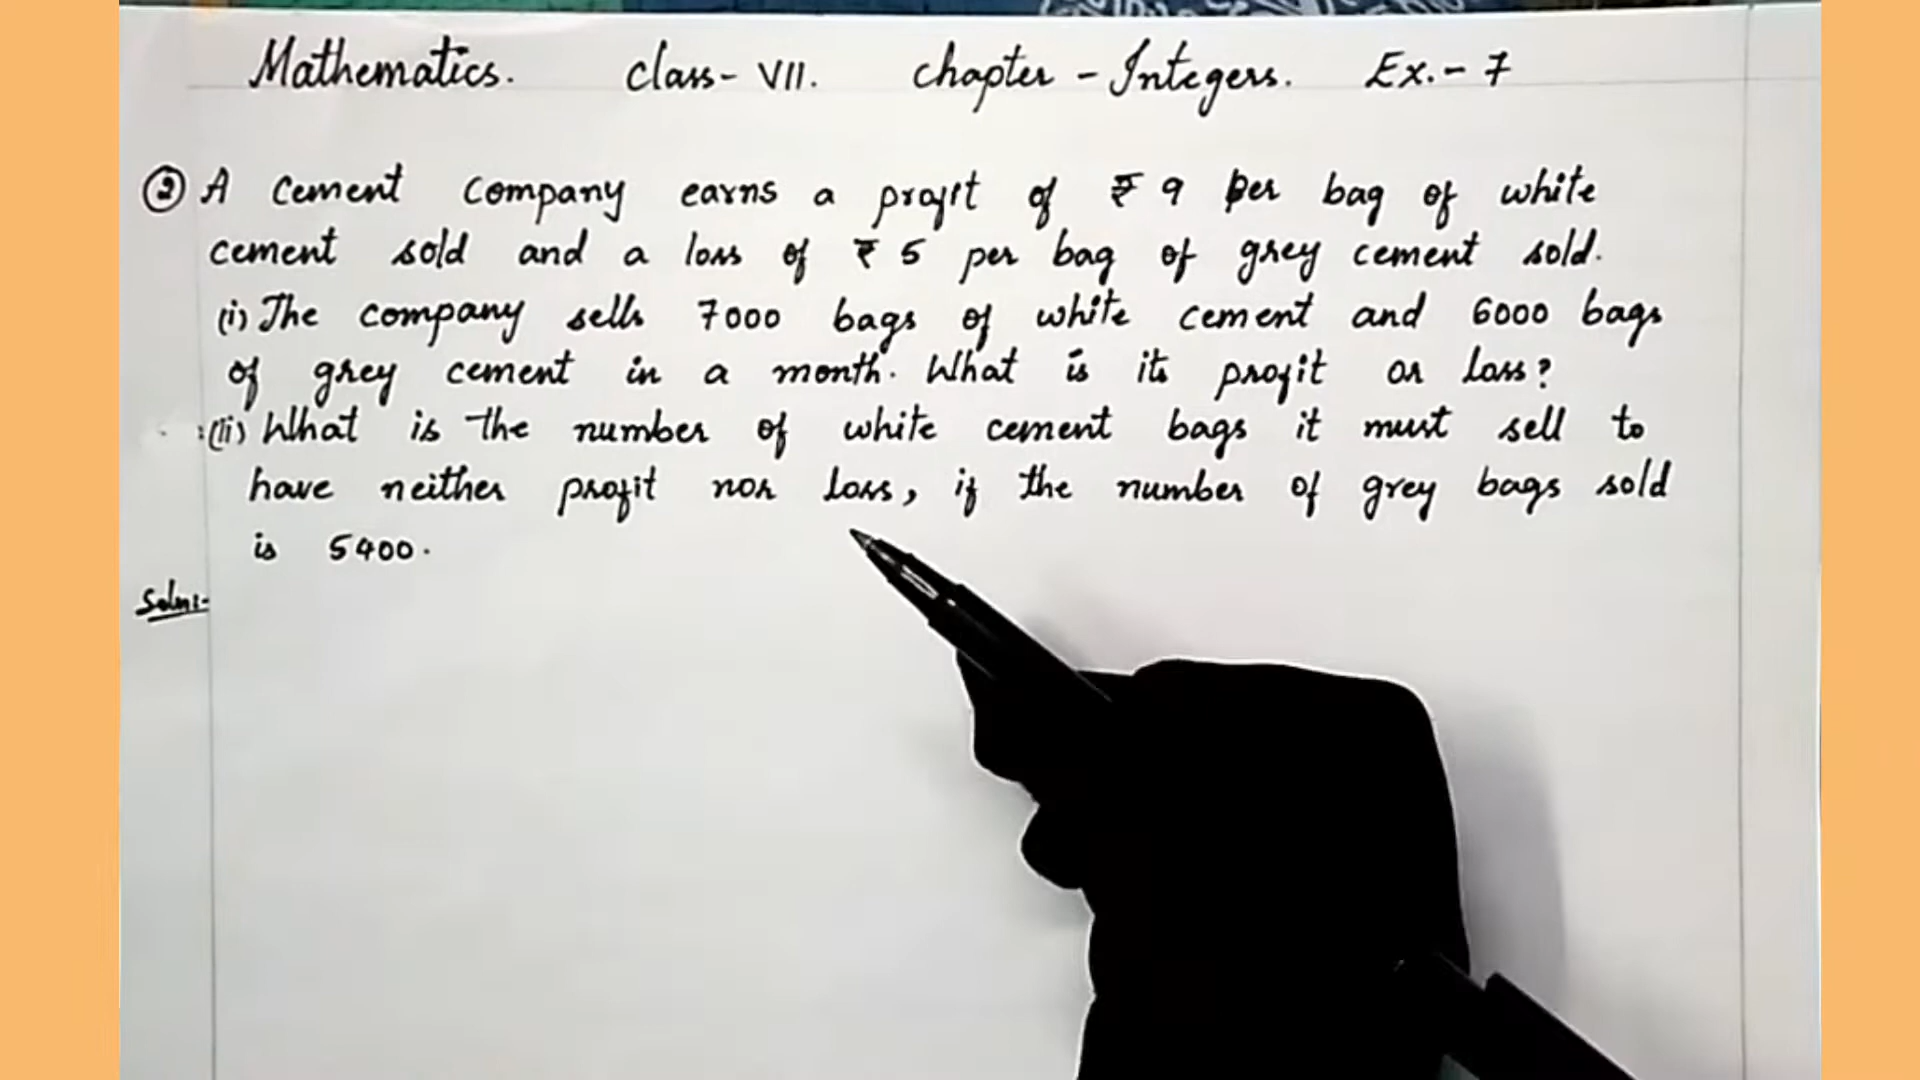 Mathematics. Class- VII. Chapter - Integers. Ex.- 7
② A Cement Company earns a profit of ₹ 9 per bag of white
cement sold and a loss of ₹ 5 per bag of grey cement sold.
(i) The company sells 7000 bags of white cement and 6000 bags
of grey cement in a month. What is its profit or loss?
(ii) What is the number of white cement bags it must sell to
have neither profit nor loss, if the number of grey bags sold
is 5400.
Soln:-